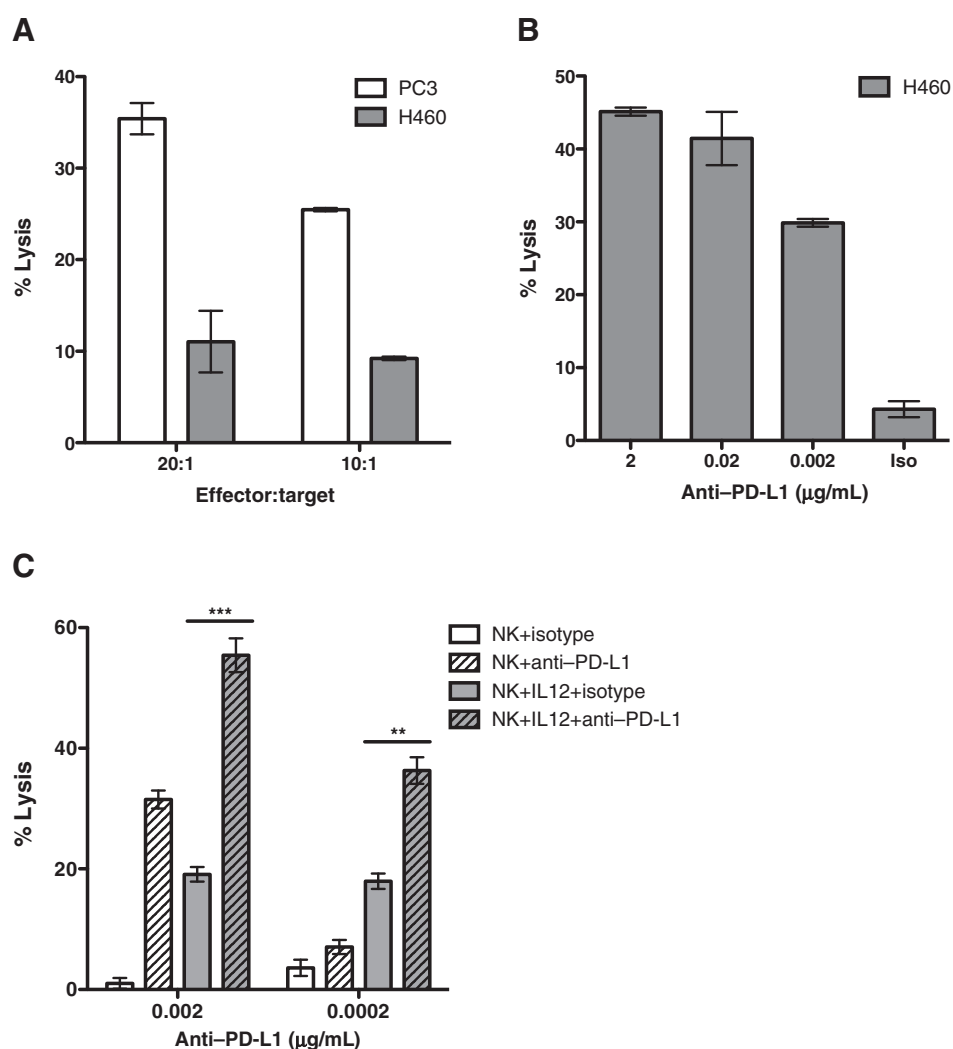 A
40
30
20
10
0
% Lysis
PC3
H460
20:1
10:1
Effector:target
B
50
40
30
20
10
0
% Lysis
H460
2
0.02
0.002
Iso
Anti–PD-L1 (µg/mL)
C
60
40
20
0
% Lysis
***
**
NK+isotype
NK+anti–PD-L1
NK+IL12+isotype
NK+IL12+anti–PD-L1
0.002
0.0002
Anti–PD-L1 (µg/mL)